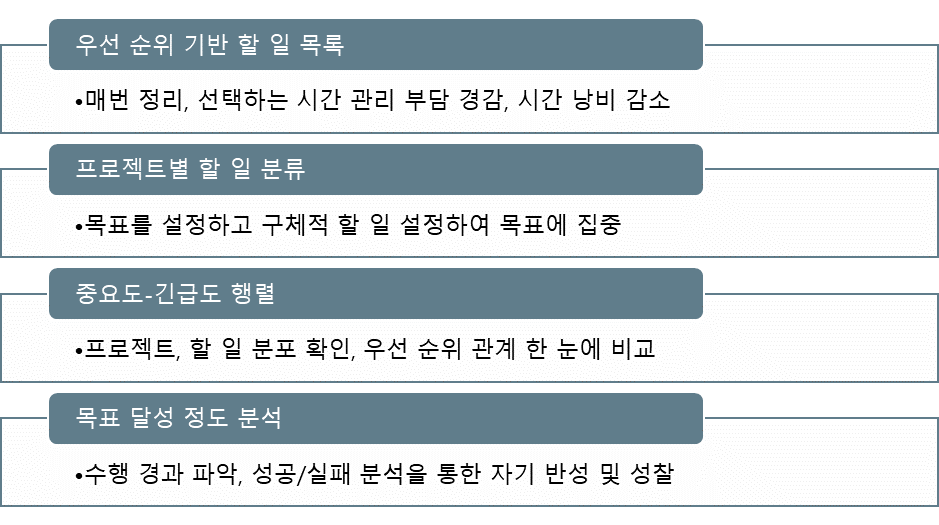 우선 순위 기반 할 일 목록
•매번 정리, 선택하는 시간 관리 부담 경감, 시간 낭비 감소
프로젝트별 할 일 분류
•목표를 설정하고 구체적 할 일 설정하여 목표에 집중
중요도-긴급도 행렬
•프로젝트, 할 일 분포 확인, 우선 순위 관계 한 눈에 비교
목표 달성 정도 분석
•수행 경과 파악, 성공/실패 분석을 통한 자기 반성 및 성찰